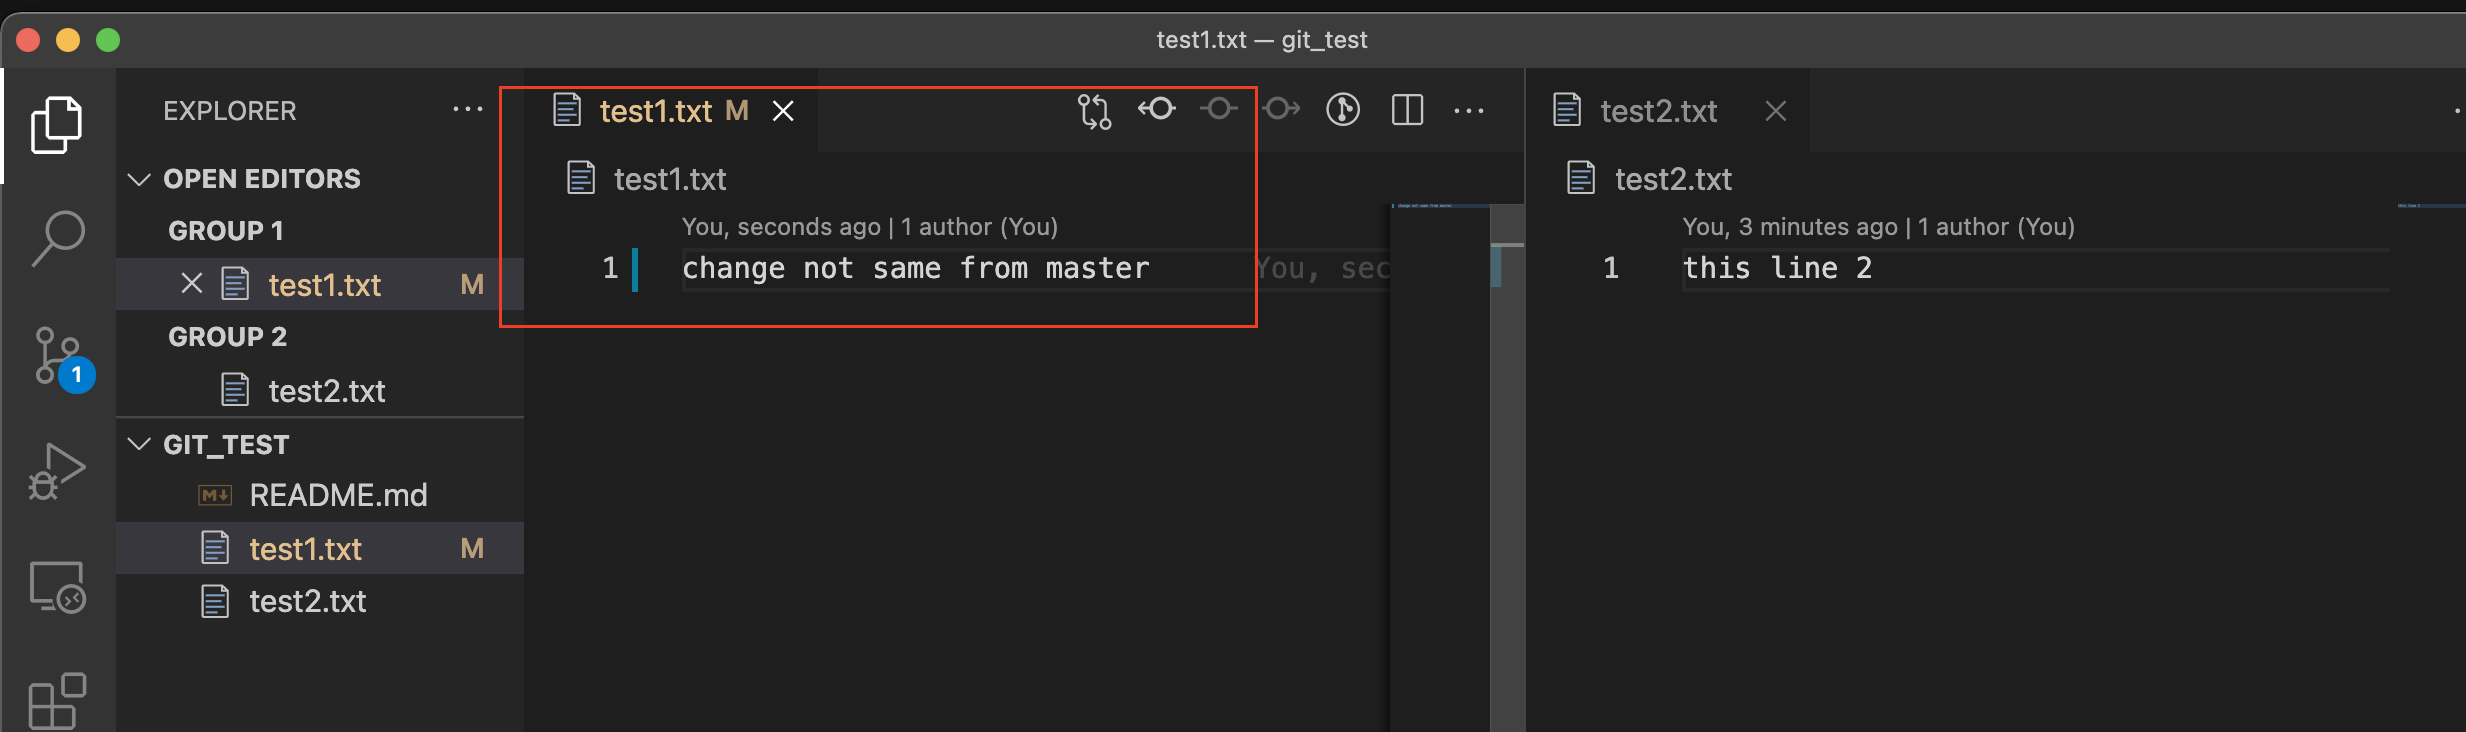 test1.txt — git_test
EXPLORER
OPEN EDITORS
GROUP 1
test1.txt M
GROUP 2
test2.txt
GIT_TEST
M↓ README.md
test1.txt M
test2.txt
1
test1.txt M
test1.txt
You, seconds ago | 1 author (You)
1 change not same from master You, sec
test2.txt
test2.txt
You, 3 minutes ago | 1 author (You)
1 this line 2